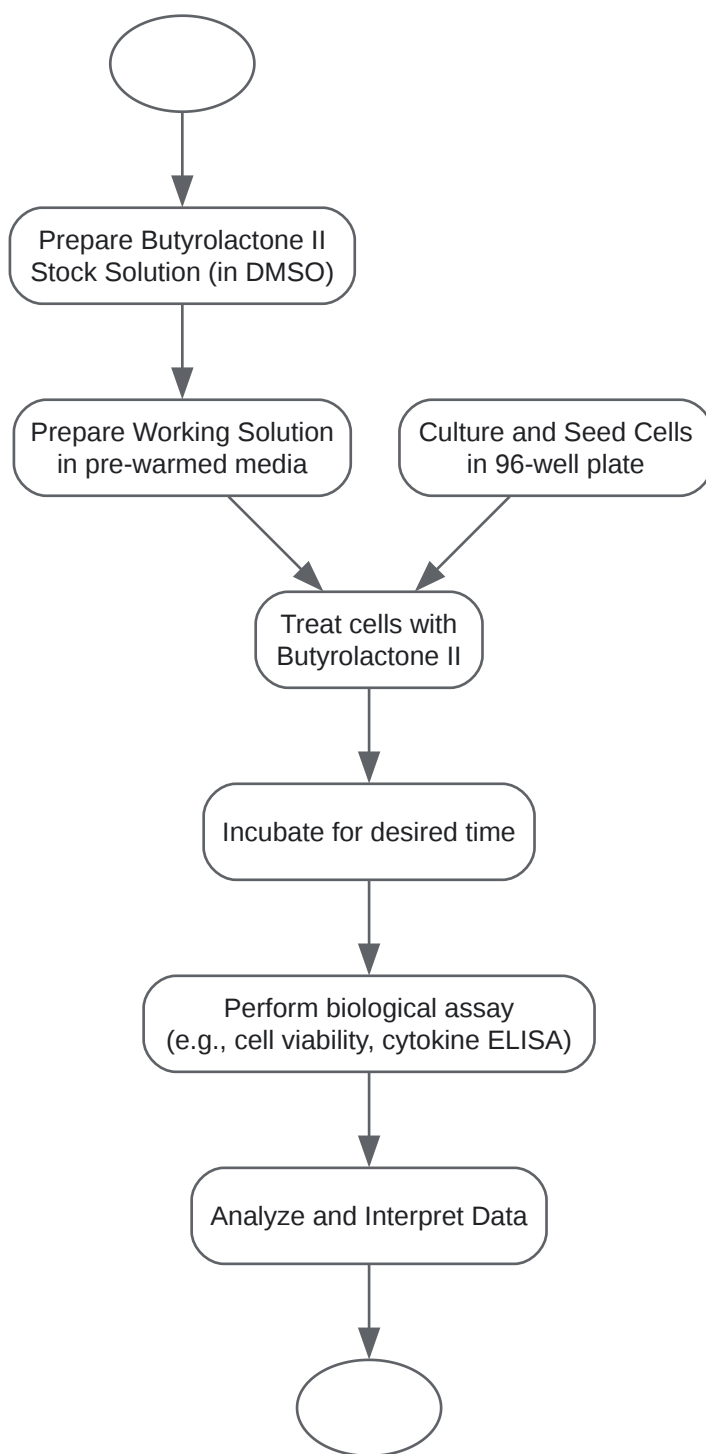 Prepare Butyrolactone II
Stock Solution (in DMSO)
Prepare Working Solution
in pre-warmed media
Culture and Seed Cells
in 96-well plate
Treat cells with
Butyrolactone II
Incubate for desired time
Perform biological assay
(e.g., cell viability, cytokine ELISA)
Analyze and Interpret Data